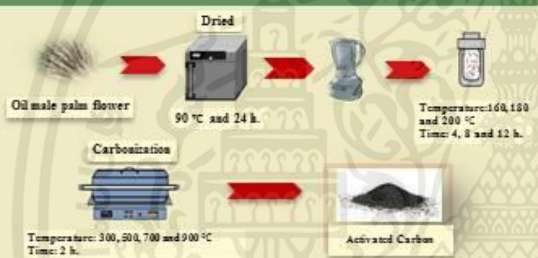 Dried
Oil male palm flower
90 °C and 24 h.
Temperature:160, 180
and 200 °C
Time: 4, 8 and 12 h.
Carbonization
Temperature: 300, 500, 700 and 900 °C
Time: 2 h.
Activated Carbon